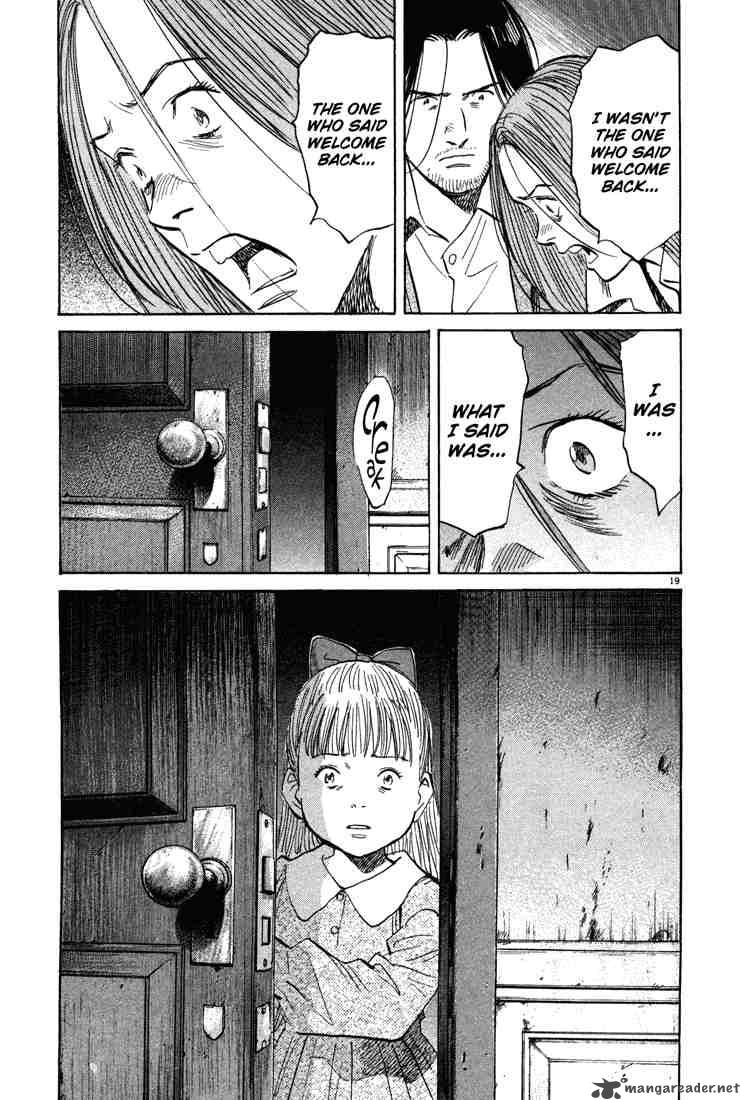 I WASN'T
THE ONE
WHO SAID
WELCOME
BACK...
THE ONE
WHO SAID
WELCOME
BACK...
I
WAS
...
WHAT
I SAID
WAS...
Creak
19
mangareader.net